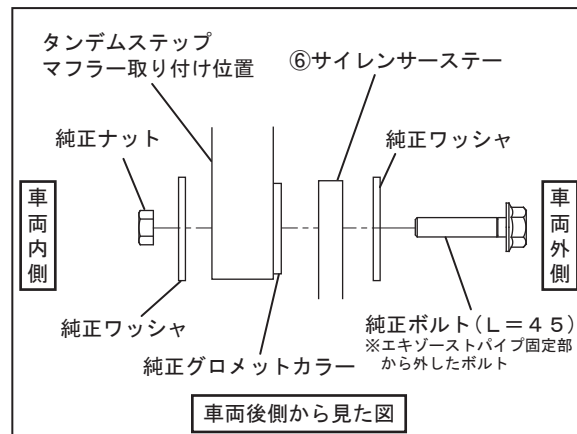 タンデムステップ
マフラー取り付け位置
⑥サイレンサーステー
純正ナット
純正ワッシャ
車両内側
車両外側
純正ワッシャ
純正グロメットカラー
純正ボルト(L=45)
※エキゾーストパイプ固定部
から外したボルト
車両後側から見た図